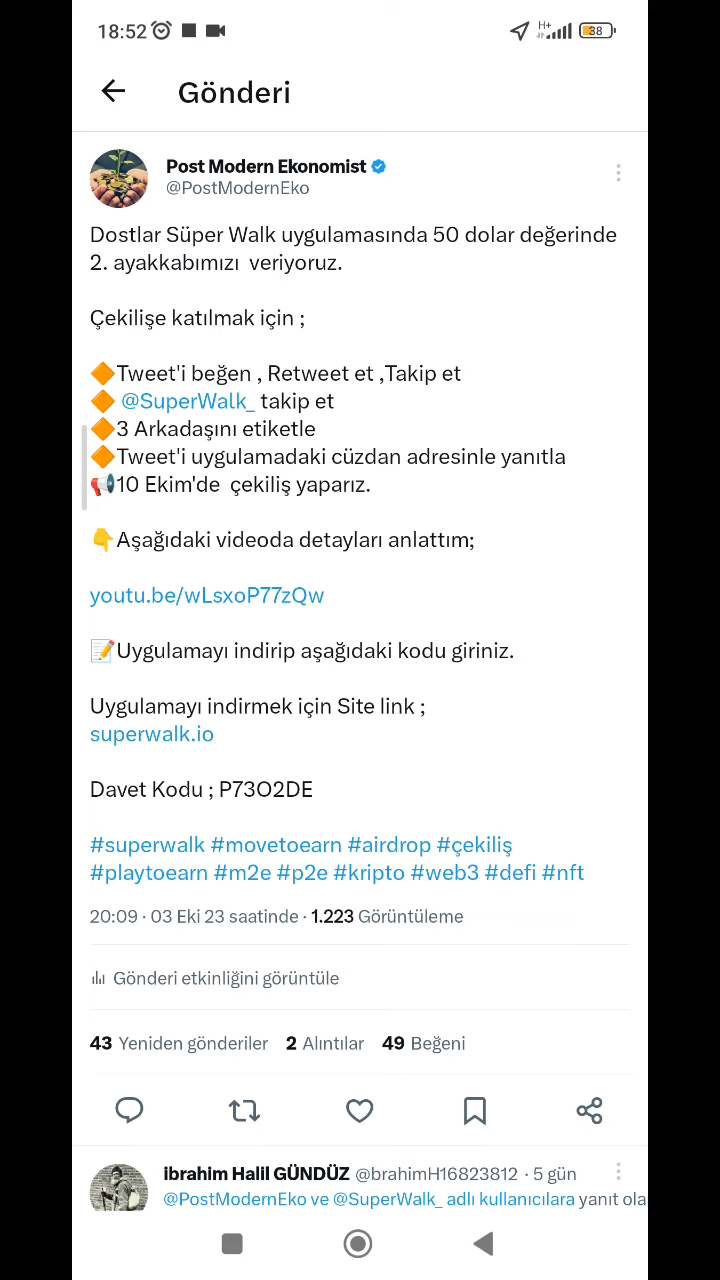 18:52
H+
38
Gönderi
Post Modern Ekonomist
@PostModernEko
Dostlar Süper Walk uygulamasında 50 dolar değerinde
2. ayakkabımızı  veriyoruz.
Çekilişe katılmak için ;
🔶Tweet'i beğen , Retweet et ,Takip et
🔶 @SuperWalk_ takip et
🔶3 Arkadaşını etiketle
🔶Tweet'i uygulamadaki cüzdan adresinle yanıtla
📢10 Ekim'de  çekiliş yaparız.
👇Aşağıdaki videoda detayları anlattım;
youtu.be/wLsxoP77zQw
📝Uygulamayı indirip aşağıdaki kodu giriniz.
Uygulamayı indirmek için Site link ;
superwalk.io
Davet Kodu ; P73O2DE
#superwalk #movetoearn #airdrop #çekiliş
#playtoearn #m2e #p2e #kripto #web3 #defi #nft
20:09 · 03 Eki 23 saatinde · 1.223 Görüntüleme
Gönderi etkinliğini görüntüle
43 Yeniden gönderiler 2 Alıntılar 49 Beğeni
ibrahim Halil GÜNDÜZ @brahimH16823812 · 5 gün
@PostModernEko ve @SuperWalk_ adlı kullanıcılara yanıt ola